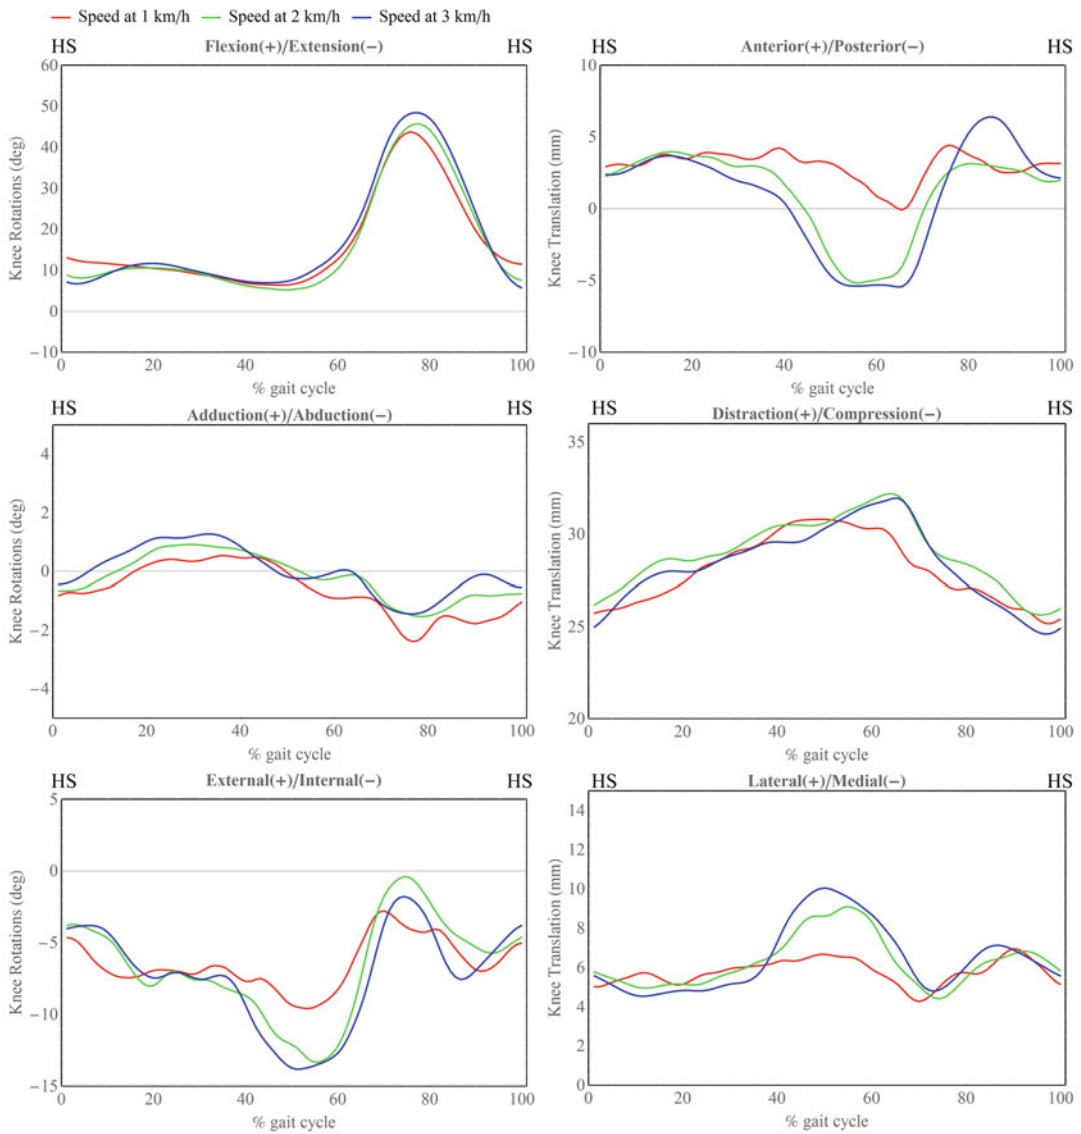 Speed at 1 km/h Speed at 2 km/h Speed at 3 km/h
HS Flexion(+)/Extension(−) HS
Knee Rotations (deg)
60
50
40
30
20
10
0
−10
0 20 40 60 80 100
% gait cycle
HS Anterior(+)/Posterior(−) HS
Knee Translation (mm)
10
5
0
−5
−10
0 20 40 60 80 100
% gait cycle
HS Adduction(+)/Abduction(−) HS
Knee Rotations (deg)
4
2
0
−2
−4
0 20 40 60 80 100
% gait cycle
HS Distraction(+)/Compression(−) HS
Knee Translation (mm)
35
30
25
20
0 20 40 60 80 100
% gait cycle
HS External(+)/Internal(−) HS
Knee Rotations (deg)
5
0
−5
−10
−15
0 20 40 60 80 100
% gait cycle
HS Lateral(+)/Medial(−) HS
Knee Translation (mm)
14
12
10
8
6
4
2
0
0 20 40 60 80 100
% gait cycle